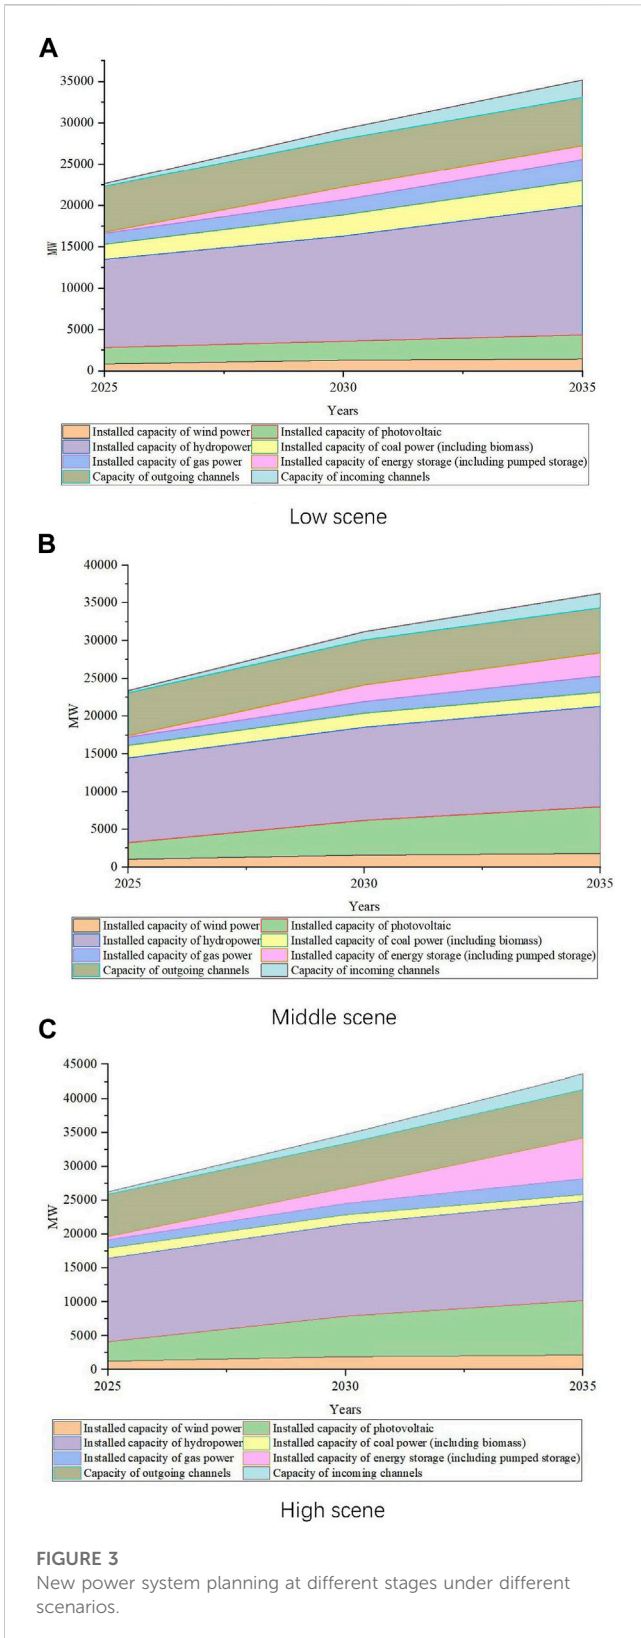 A
35000
30000
25000
20000
15000
10000
5000
0
MW
2025 2030 2035
Years
Installed capacity of wind power Installed capacity of photovoltaic
Installed capacity of hydropower Installed capacity of coal power (including biomass)
Installed capacity of gas power Installed capacity of energy storage (including pumped storage)
Capacity of outgoing channels Capacity of incoming channels
Low scene
B
40000
35000
30000
25000
20000
15000
10000
5000
0
MW
2025 2030 2035
Years
Installed capacity of wind power Installed capacity of photovoltaic
Installed capacity of hydropower Installed capacity of coal power (including biomass)
Installed capacity of gas power Installed capacity of energy storage (including pumped storage)
Capacity of outgoing channels Capacity of incoming channels
Middle scene
C
45000
40000
35000
30000
25000
20000
15000
10000
5000
0
MW
2025 2030 2035
Years
Installed capacity of wind power Installed capacity of photovoltaic
Installed capacity of hydropower Installed capacity of coal power (including biomass)
Installed capacity of gas power Installed capacity of energy storage (including pumped storage)
Capacity of outgoing channels Capacity of incoming channels
High scene
FIGURE 3
New power system planning at different stages under different
scenarios.